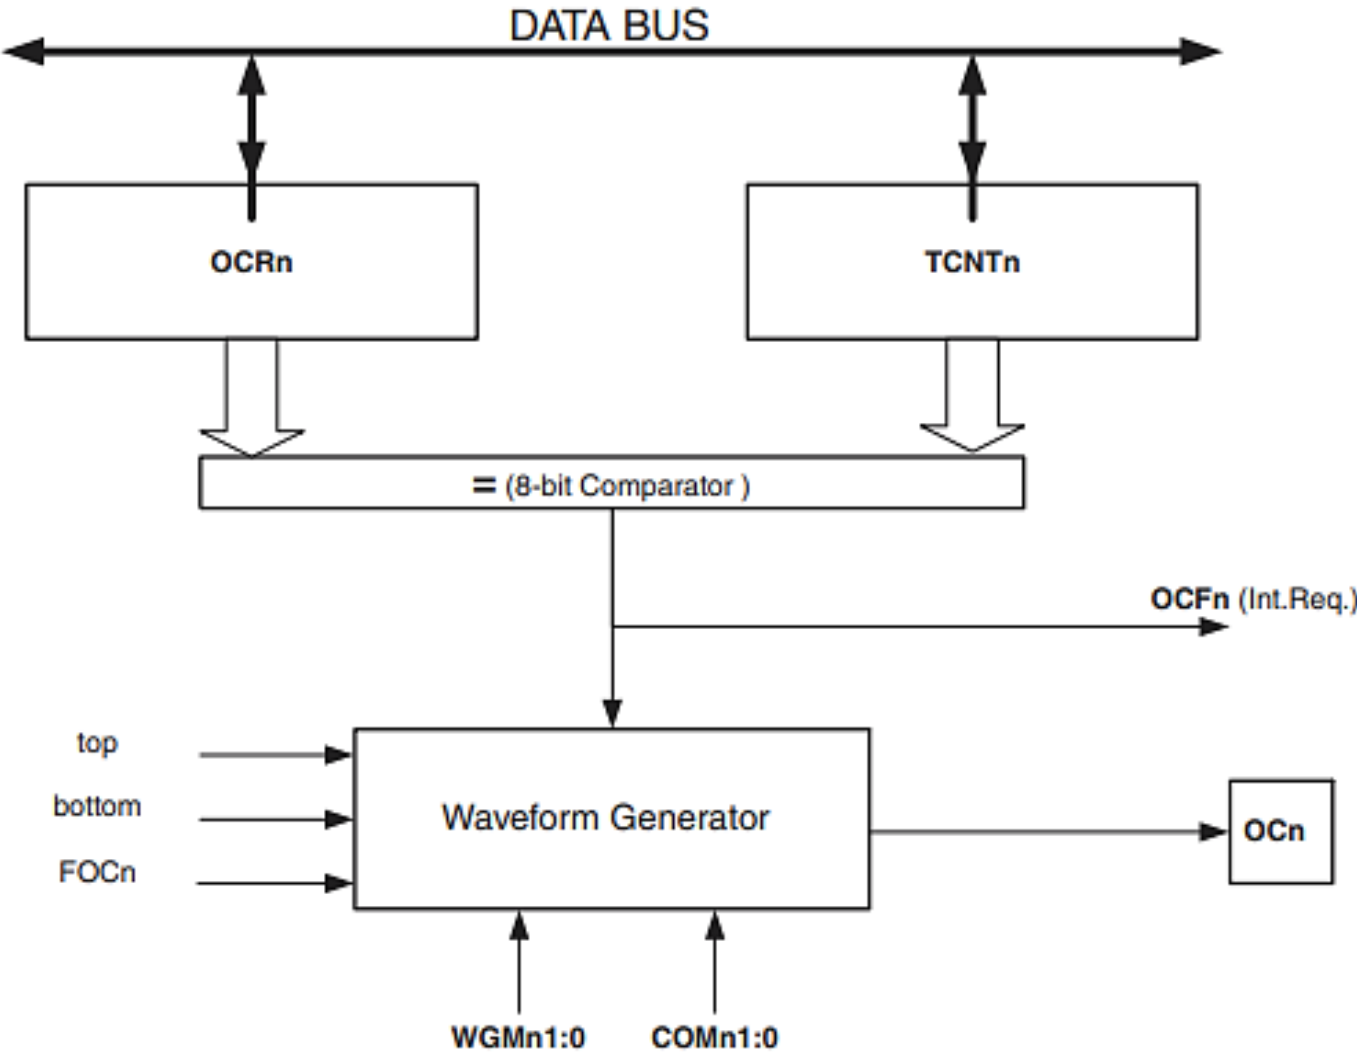 DATA BUS
OCRn
TCNTn
= (8-bit Comparator )
OCFn (Int.Req.)
top
bottom
FOCn
Waveform Generator
OCn
WGMn1:0
COMn1:0